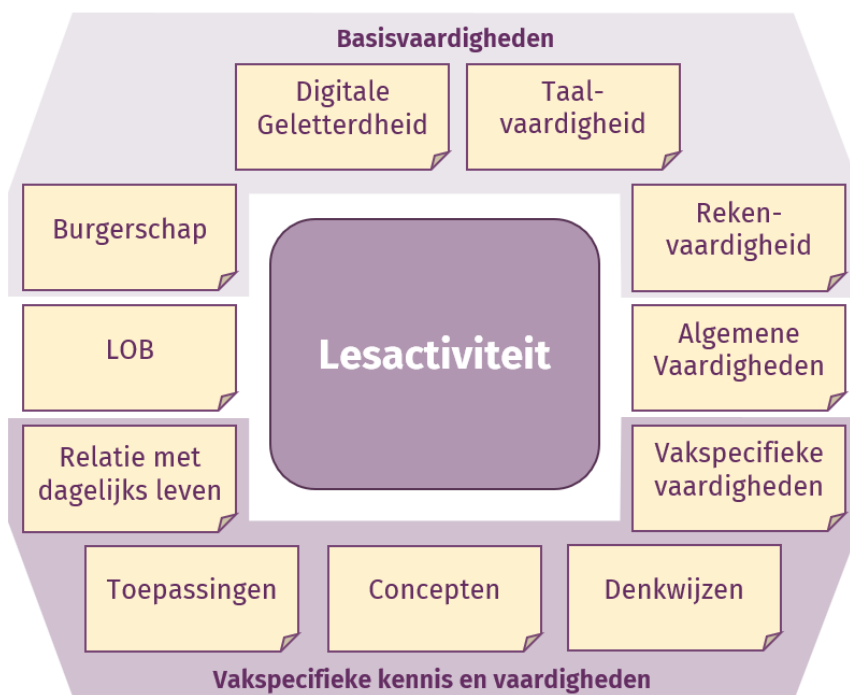 Basisvaardigheden
Digitale
Geletterdheid
Taal-
vaardigheid
Burgerschap
Reken-
vaardigheid
LOB
Lesactiviteit
Algemene
Vaardigheden
Relatie met
dagelijks leven
Vakspecifieke
vaardigheden
Toepassingen
Concepten
Denkwijzen
Vakspecifieke kennis en vaardigheden